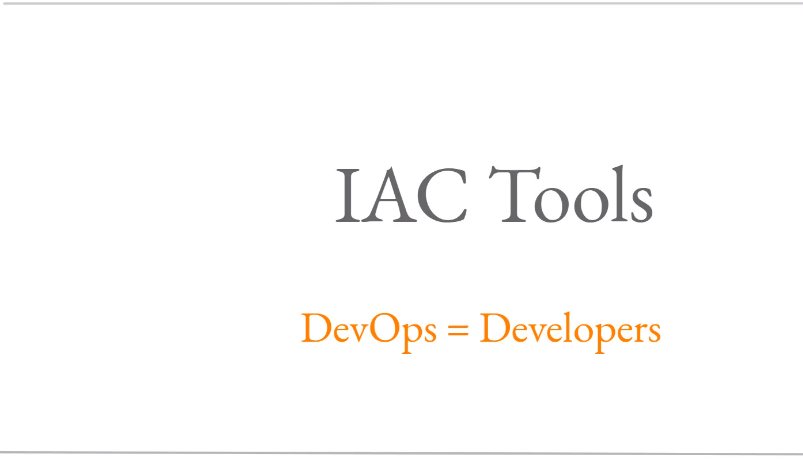 IAC Tools
DevOps = Developers